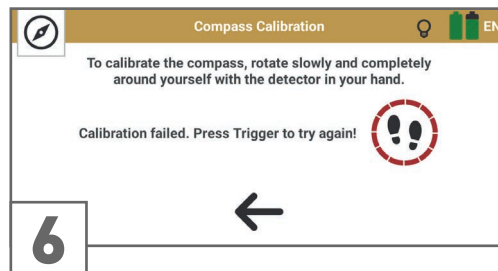 Compass Calibration
EN
To calibrate the compass, rotate slowly and completely
around yourself with the detector in your hand.
Calibration failed. Press Trigger to try again!
6